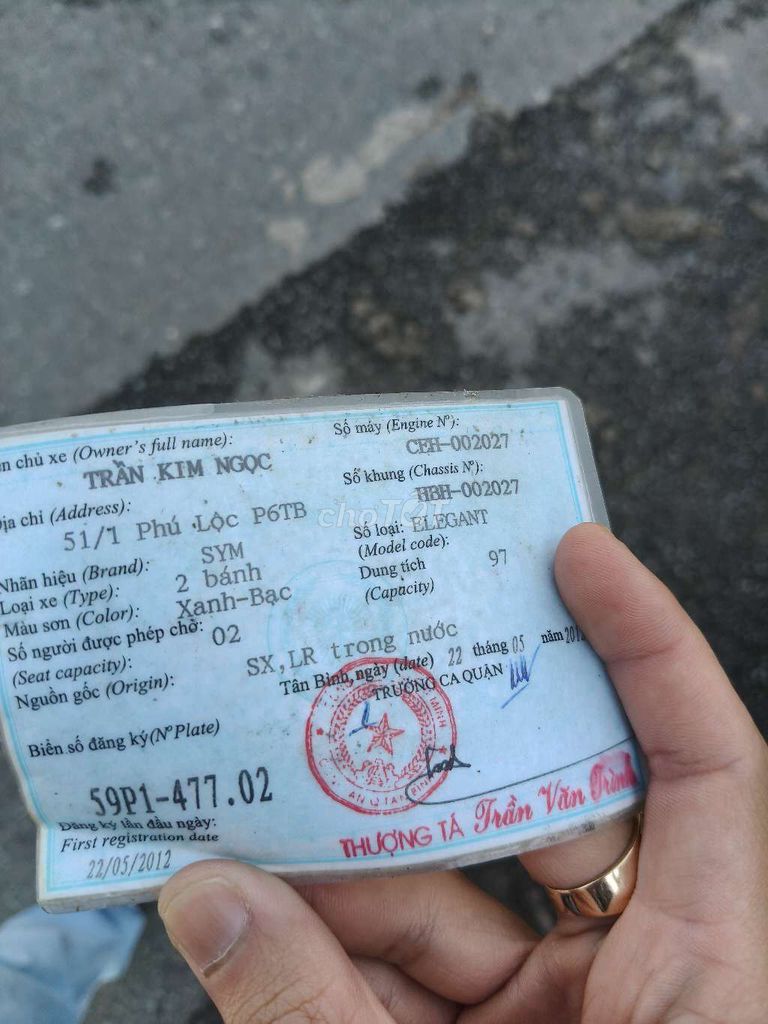 n chủ xe (Owner's full name):
TRẦN KIM NGỌC
Địa chỉ (Address):
51/1 Phú Lộc P6TB
Nhãn hiệu (Brand): SYM
Loại xe (Type): 2 bánh
Màu sơn (Color): Xanh-Bạc
Số người được phép chở: 02
(Seat capacity):
Nguồn gốc (Origin): SX,LR trong nước
Số máy (Engine Nº):
CEH-002027
Số khung (Chassis Nº):
HBH-002027
Số loại: ELEGANT
(Model code):
Dung tích 97
(Capacity)
Tân Bình, ngày (date) 22 tháng 05 năm 2012
TRƯỞNG CA QUẬN
Biển số đăng ký(Nº Plate)
59P1-477.02
Đăng ký lần đầu ngày:
First registration date
22/05/2012
THƯỢNG TÁ Trần Văn Trình
chợTỐT